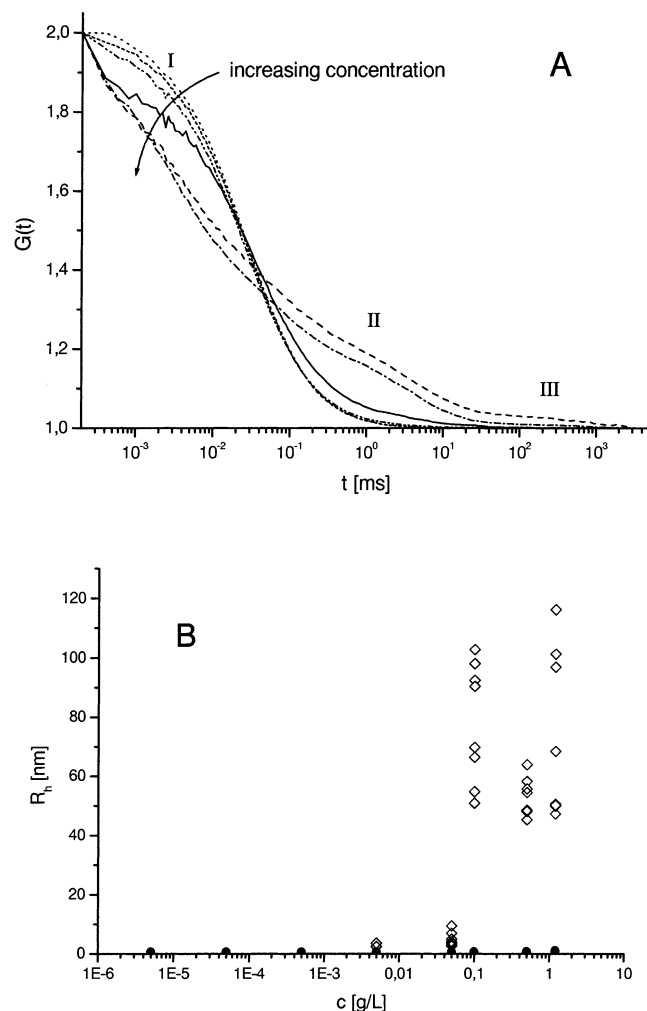 2,0
1,8
1,6
1,4
1,2
1,0
G(t)
I
increasing concentration
A
II
III
10⁻³
10⁻²
10⁻¹
10⁰
10¹
10²
10³
t [ms]
120
100
80
60
40
20
0
Rₕ [nm]
B
1E-6
1E-5
1E-4
1E-3
0,01
0,1
1
10
c [g/L]